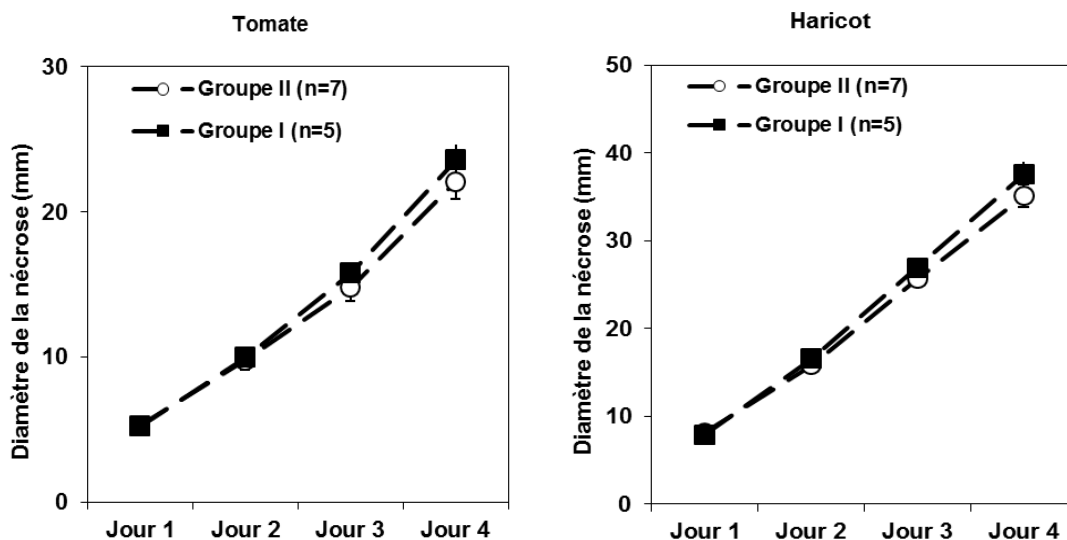 Tomate
30
Groupe II (n=7)
Groupe I (n=5)
20
10
0
Diamètre de la nécrose (mm)
Jour 1 Jour 2 Jour 3 Jour 4
Haricot
50
Groupe II (n=7)
Groupe I (n=5)
40
30
20
10
0
Diamètre de la nécrose (mm)
Jour 1 Jour 2 Jour 3 Jour 4